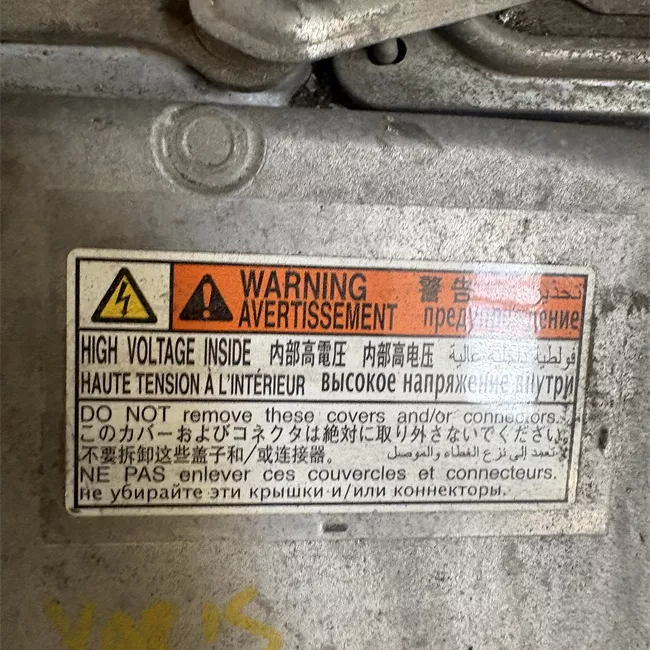 WARNING 警告 تحذير
AVERTISSEMENT
HIGH VOLTAGE INSIDE 内部高電圧 内部高电压 فولطية داخلة عالية
HAUTE TENSION À L'INTÉRIEUR высокое напряжение внутри
DO NOT remove these covers and/or connectors.
このカバーおよびコネクタは絶対に取り外さないでください。
不要拆卸这些盖子和/或连接器。
NE PAS enlever ces couvercles et connecteurs.
не убирайте эти крышки и/или коннекторы.